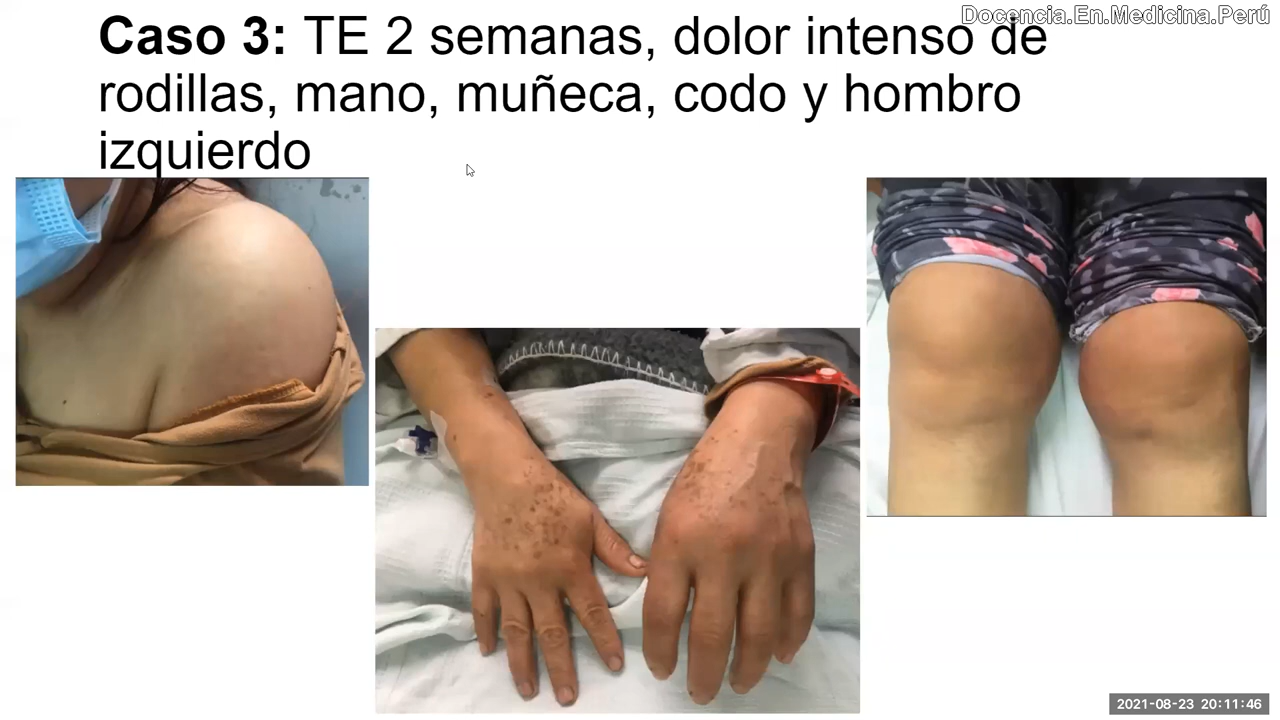 Docencia.En.Medicina.Perú
Caso 3: TE 2 semanas, dolor intenso de
rodillas, mano, muñeca, codo y hombro
izquierdo
2021-08-23 20:11:46